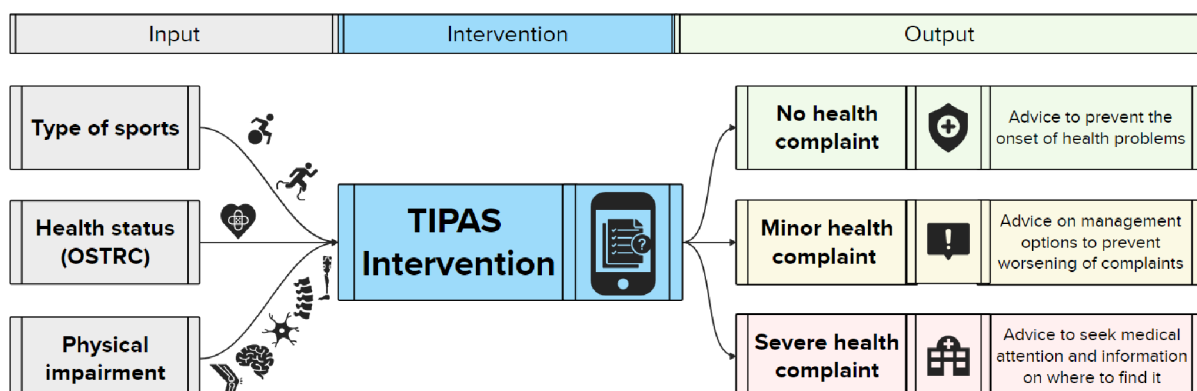 Input
Intervention
Output
Type of sports
Health status
(OSTRC)
Physical
impairment
TIPAS
Intervention
?
No health
complaint
Advice to prevent the
onset of health problems
Minor health
complaint
!
Advice on management
options to prevent
worsening of complaints
Severe health
complaint
Advice to seek medical
attention and information
on where to find it